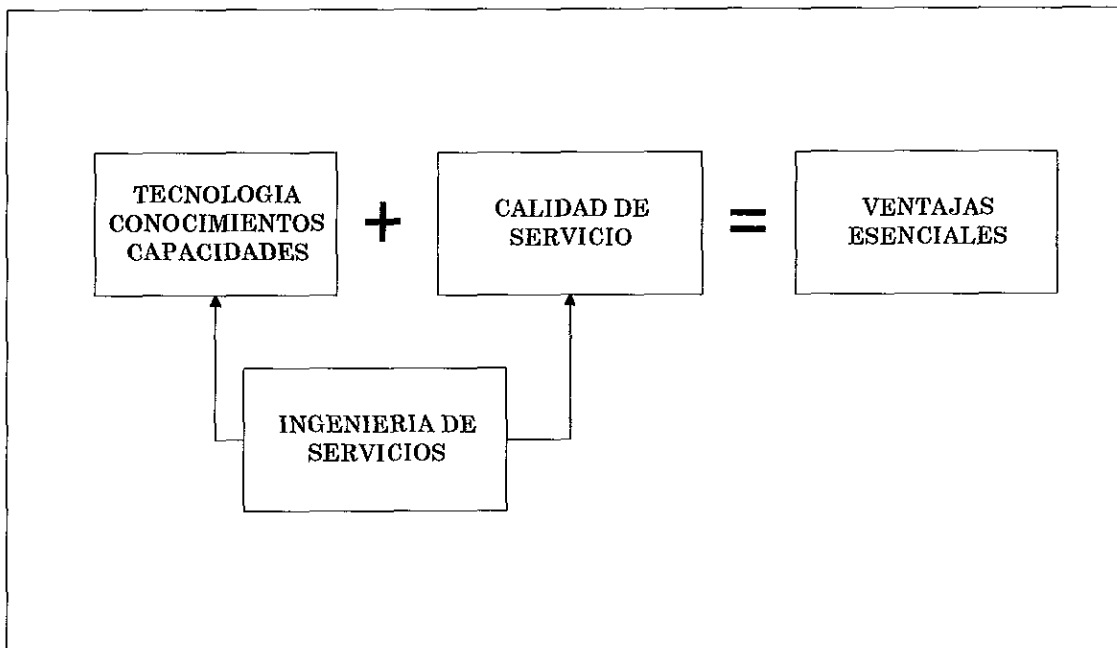 TECNOLOGIA
CONOCIMIENTOS
CAPACIDADES
+
CALIDAD DE
SERVICIO
=
VENTAJAS
ESENCIALES
INGENIERIA DE
SERVICIOS